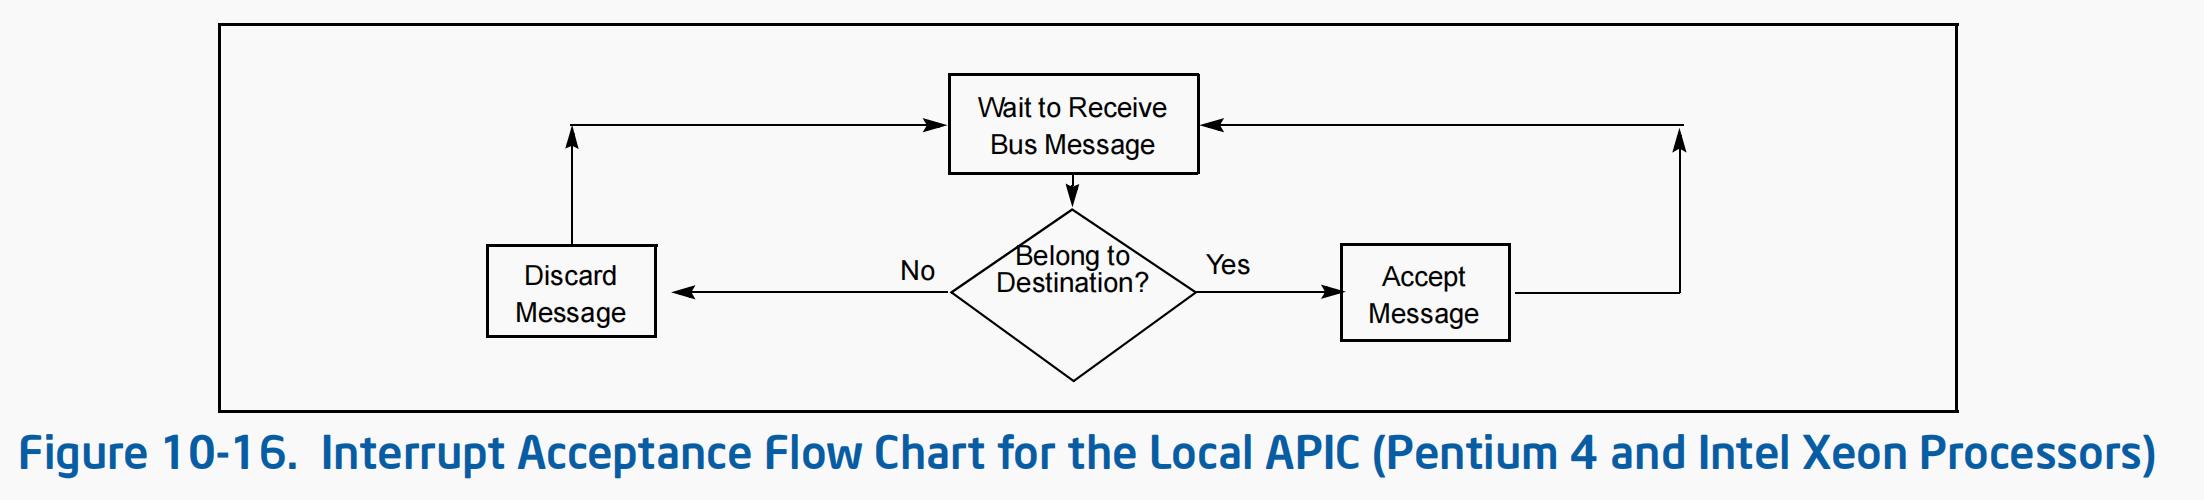 Wait to Receive
Bus Message
Belong to
Destination?
No
Yes
Discard
Message
Accept
Message
Figure 10-16. Interrupt Acceptance Flow Chart for the Local APIC (Pentium 4 and Intel Xeon Processors)